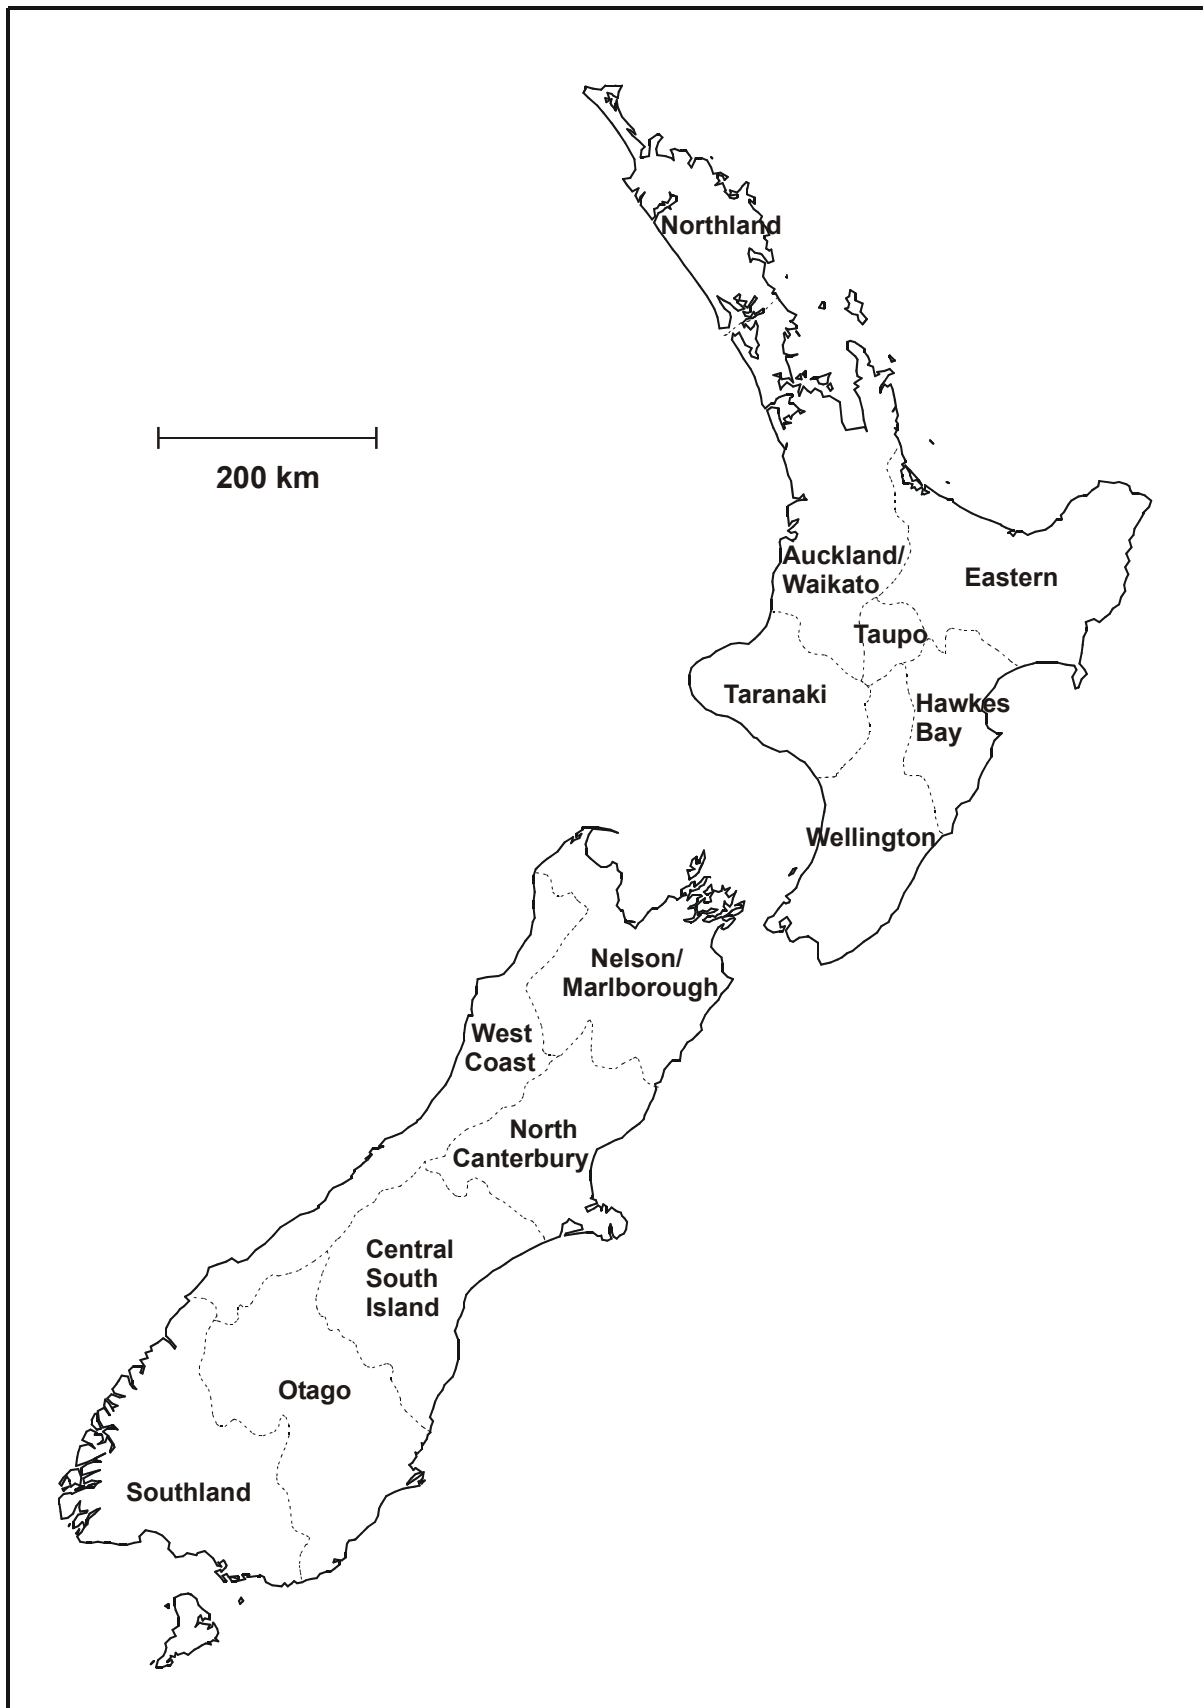 Northland
200 km
Auckland/
Waikato
Eastern
Taupo
Taranaki
Hawkes
Bay
Wellington
Nelson/
Marlborough
West
Coast
North
Canterbury
Central
South
Island
Otago
Southland